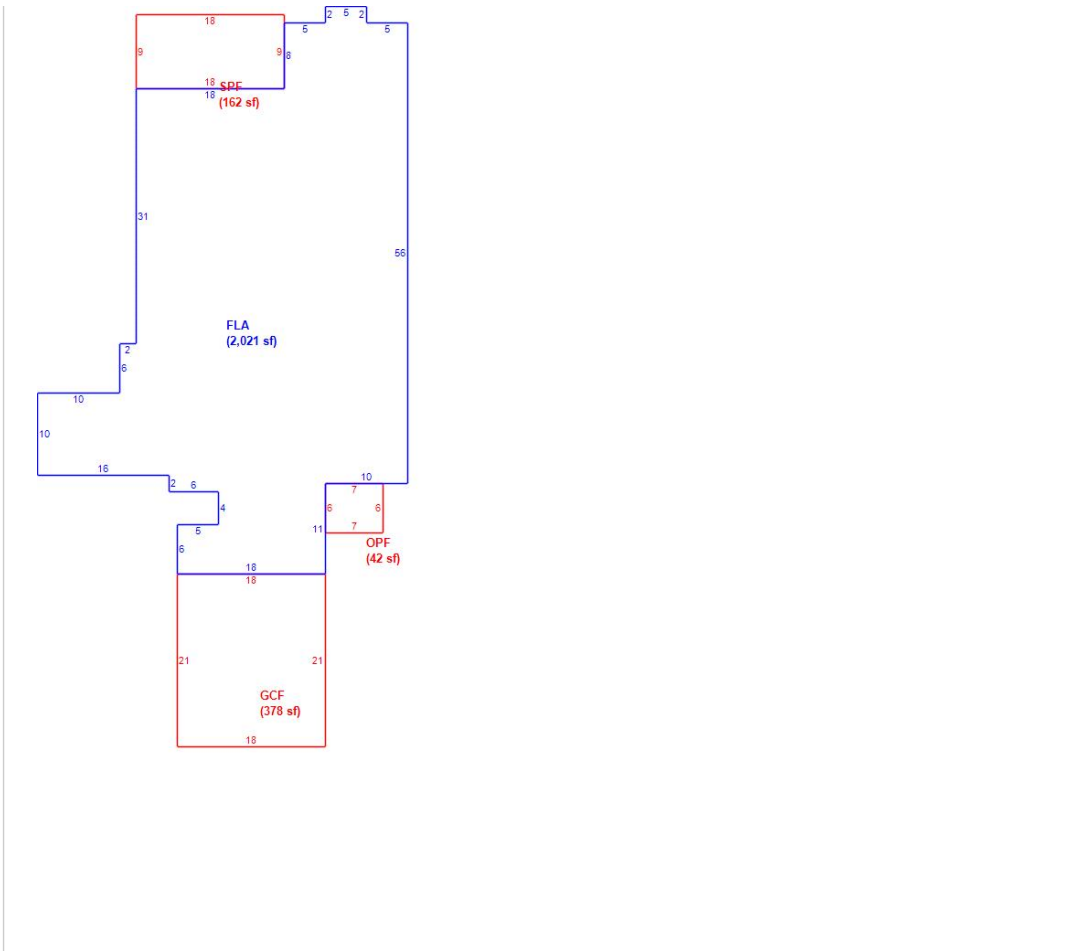 5
2 2
18
5 5
9 9 8
18 SPF
18 (162 sf)
31
56
FLA
(2,021 sf)
2
6
10
10
16
2 6
10
7
4 6 6
5 11 7
OPF
6 (42 sf)
18
18
21 21
GCF
(378 sf)
18